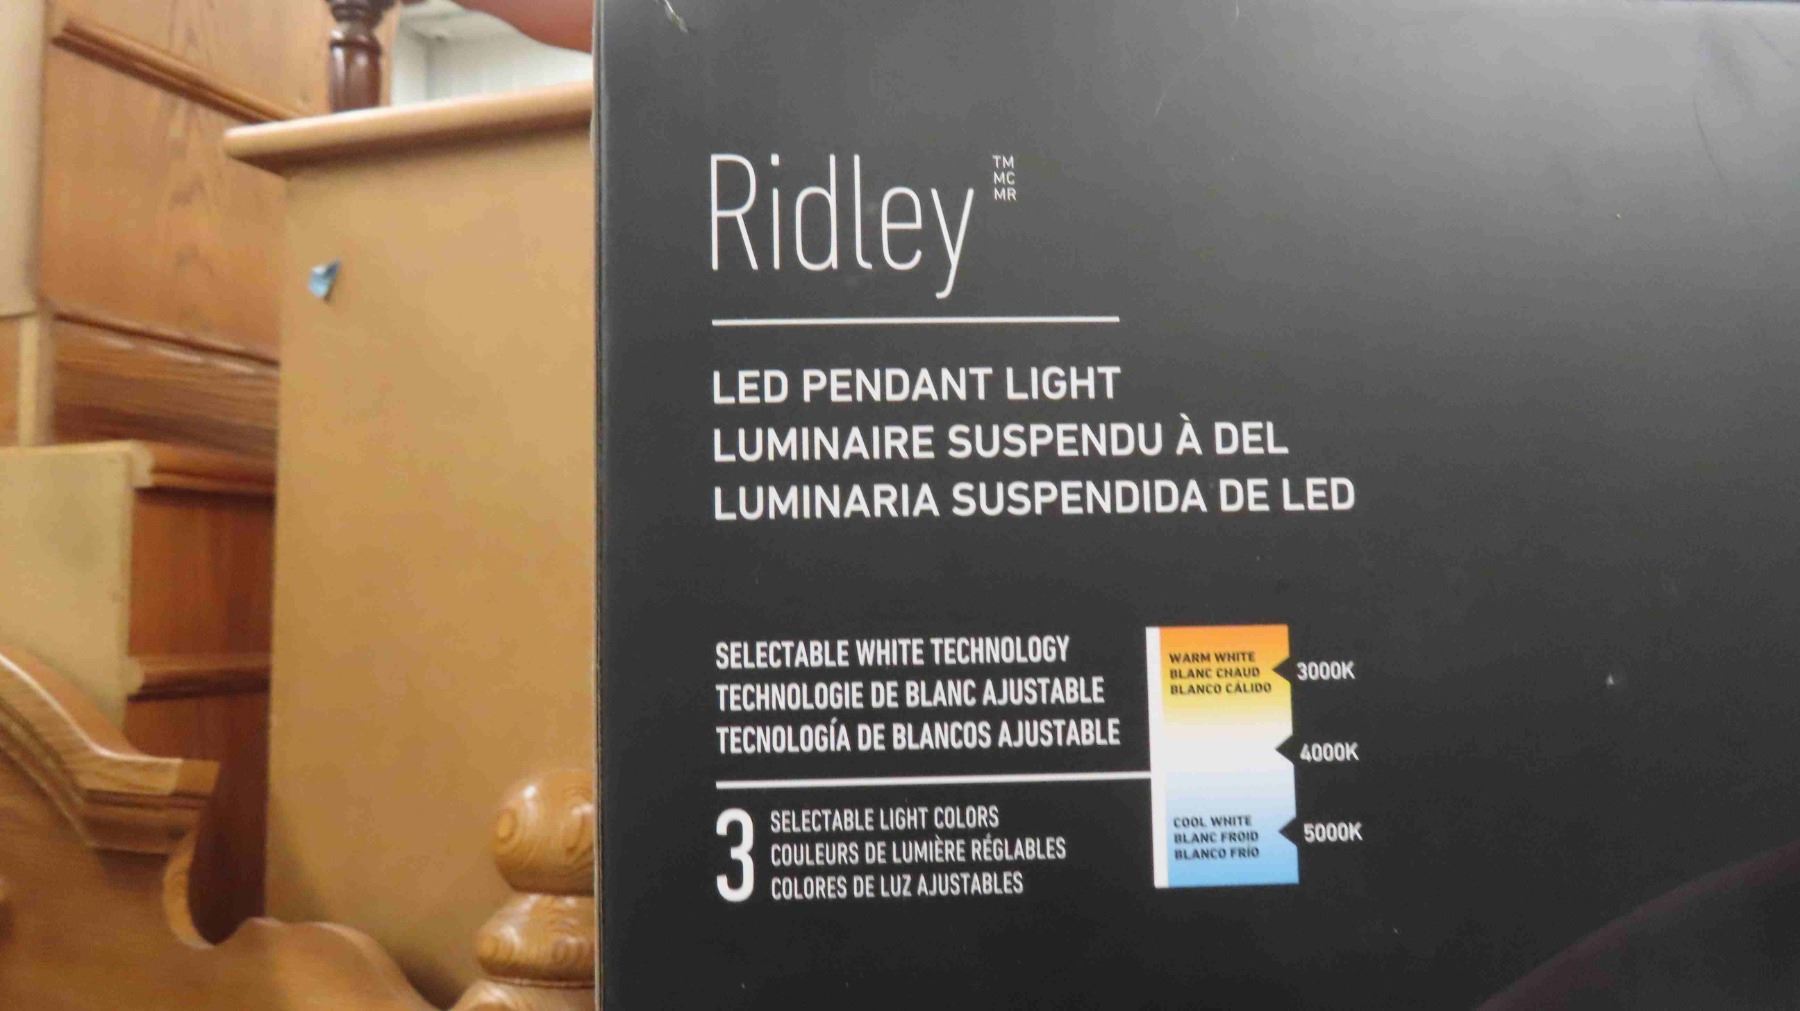 Ridley
TM
MC
MR
LED PENDANT LIGHT
LUMINAIRE SUSPENDU À DEL
LUMINARIA SUSPENDIDA DE LED
SELECTABLE WHITE TECHNOLOGY
TECHNOLOGIE DE BLANC AJUSTABLE
TECNOLOGÍA DE BLANCOS AJUSTABLE
3
SELECTABLE LIGHT COLORS
COULEURS DE LUMIÈRE RÉGLABLES
COLORES DE LUZ AJUSTABLES
WARM WHITE
BLANC CHAUD
BLANCO CÁLIDO
3000K
4000K
COOL WHITE
BLANC FROID
BLANCO FRÍO
5000K